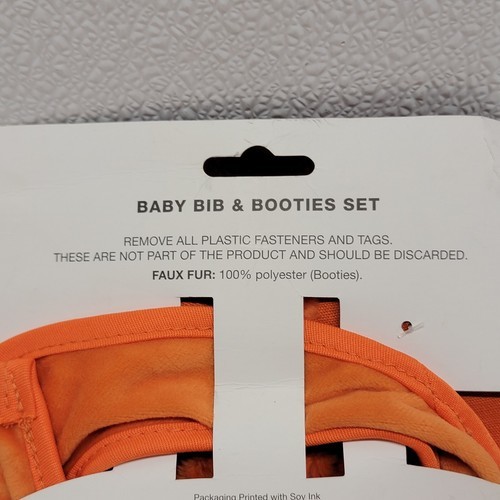 BABY BIB & BOOTIES SET
REMOVE ALL PLASTIC FASTENERS AND TAGS.
THESE ARE NOT PART OF THE PRODUCT AND SHOULD BE DISCARDED.
FAUX FUR: 100% polyester (Booties).
Packaging Printed with Soy Ink